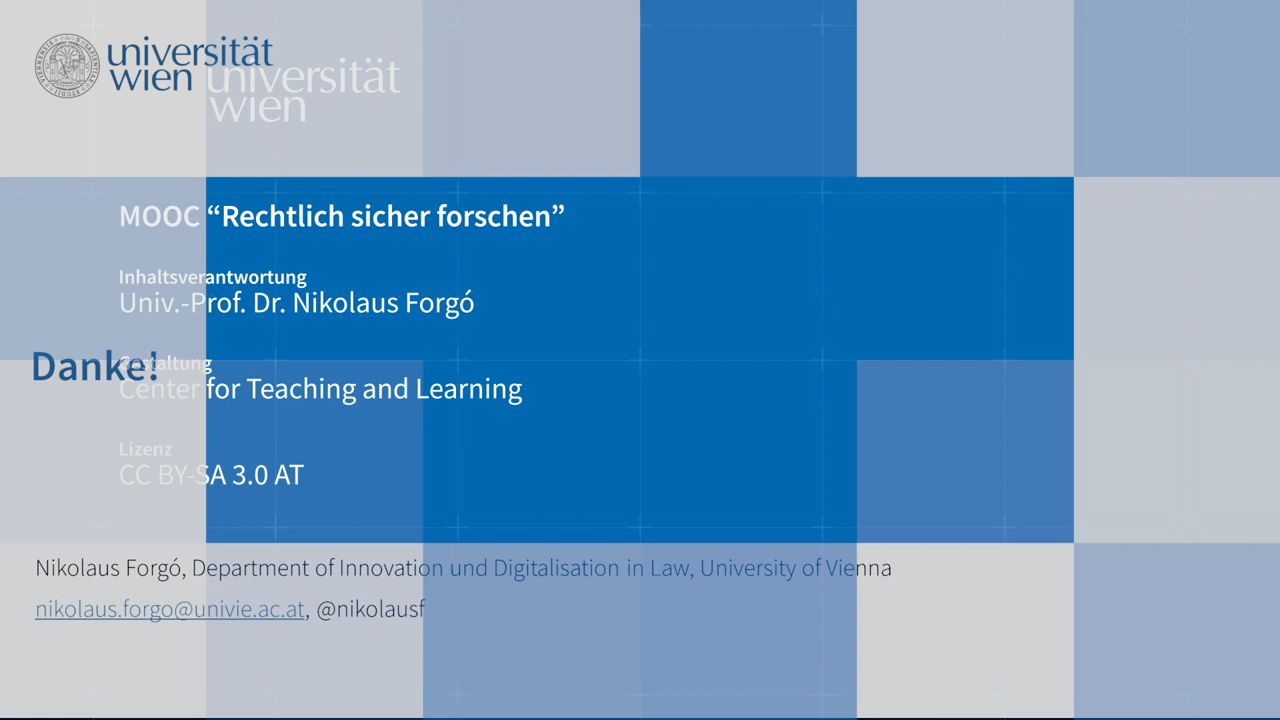 universität
wien
universität
wien
MOOC “Rechtlich sicher forschen”
Inhaltsverantwortung
Univ.-Prof. Dr. Nikolaus Forgó
Danke!
Gestaltung
Center for Teaching and Learning
Lizenz
CC BY-SA 3.0 AT
Nikolaus Forgó, Department of Innovation und Digitalisation in Law, University of Vienna
nikolaus.forgo@univie.ac.at, @nikolausf